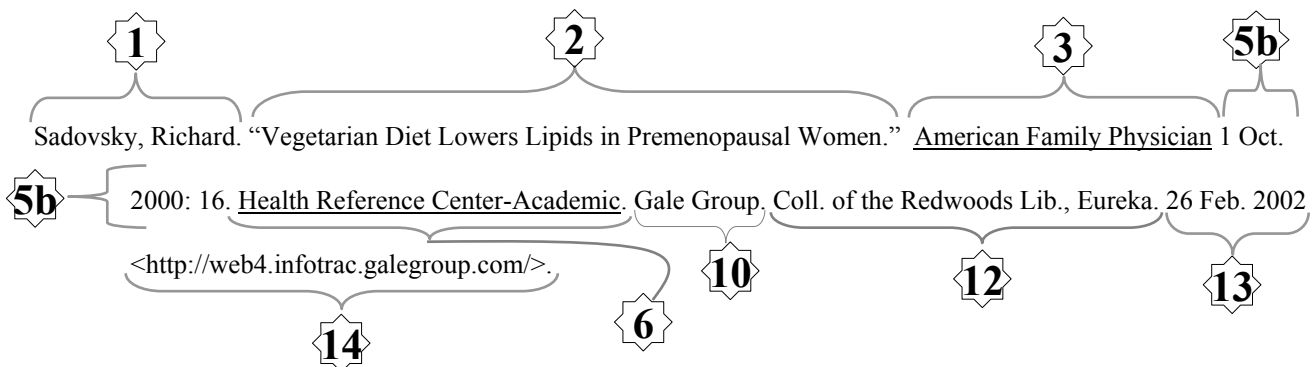 1 2 3 5b
Sadovsky, Richard. “Vegetarian Diet Lowers Lipids in Premenopausal Women.” American Family Physician 1 Oct.
5b 2000: 16. Health Reference Center-Academic. Gale Group. Coll. of the Redwoods Lib., Eureka. 26 Feb. 2002
<http://web4.infotrac.galegroup.com/>.
10 12 13
14 6